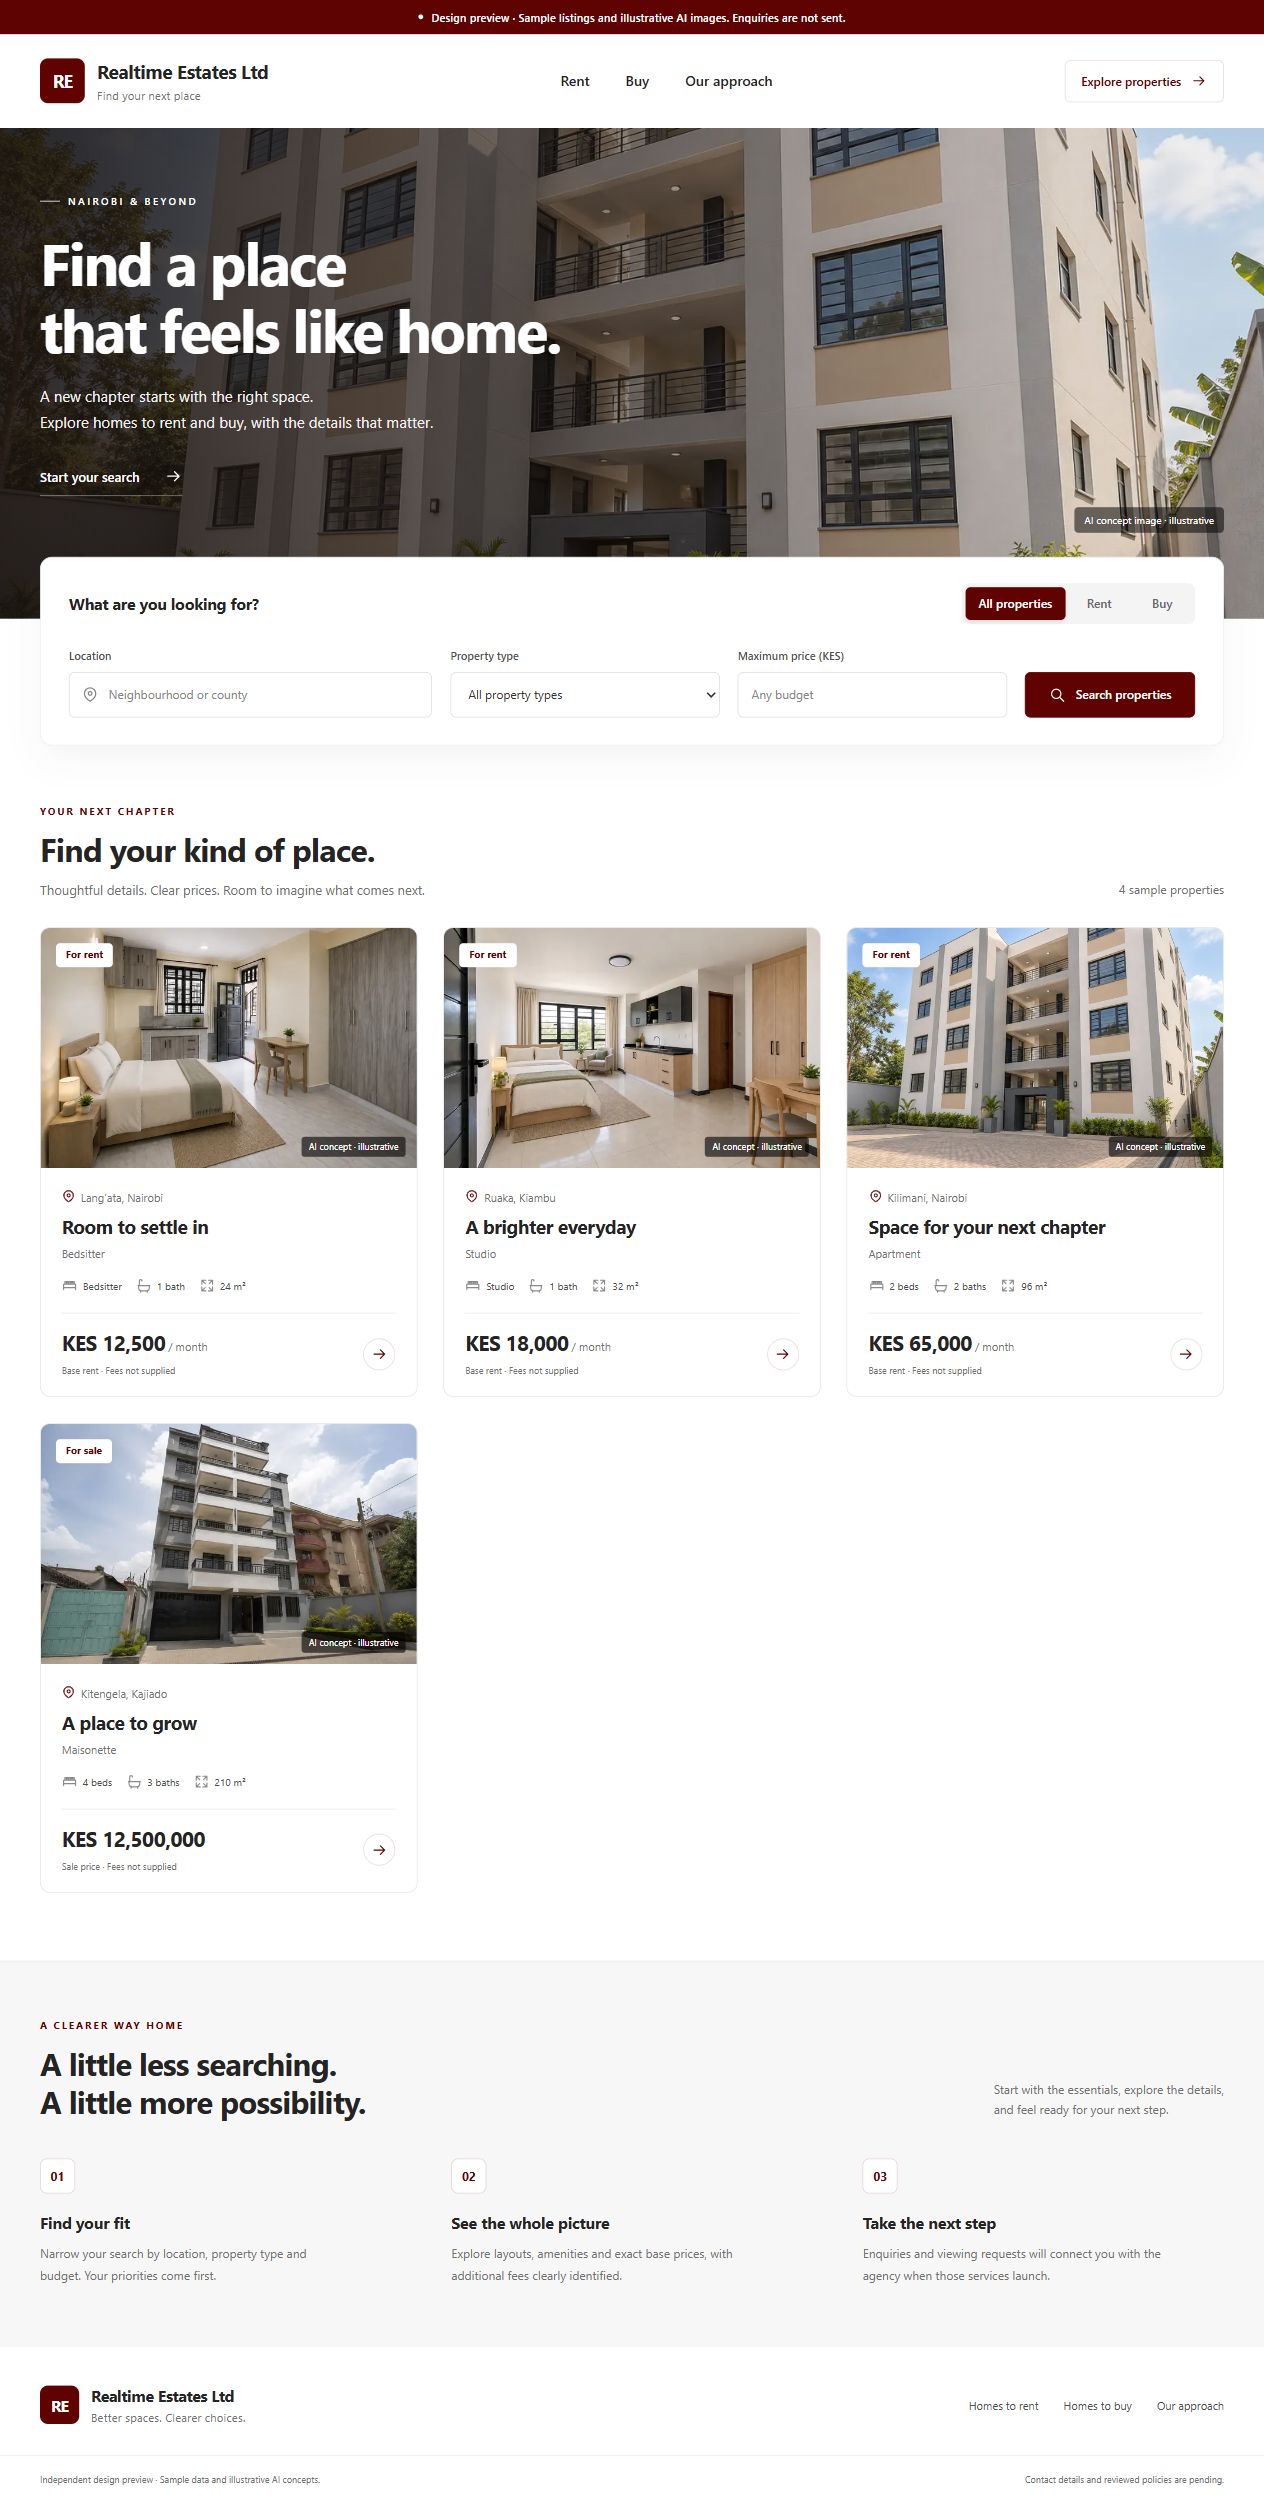 Design preview · Sample listings and illustrative AI images. Enquiries are not sent.
RE
Realtime Estates Ltd
Find your next place
Rent
Buy
Our approach
Explore properties
NAIROBI & BEYOND
Find a place
that feels like home.
A new chapter starts with the right space.
Explore homes to rent and buy, with the details that matter.
Start your search
AI concept image · illustrative
What are you looking for?
All properties
Rent
Buy
Location
Property type
Maximum price (KES)
Neighbourhood or county
All property types
Any budget
Search properties
YOUR NEXT CHAPTER
Find your kind of place.
Thoughtful details. Clear prices. Room to imagine what comes next.
4 sample properties
For rent
AI concept · illustrative
Lang'ata, Nairobi
Room to settle in
Bedsitter
Bedsitter
1 bath
24 m²
KES 12,500 / month
Base rent · Fees not supplied
For rent
AI concept · illustrative
Ruaka, Kiambu
A brighter everyday
Studio
Studio
1 bath
32 m²
KES 18,000 / month
Base rent · Fees not supplied
For rent
AI concept · illustrative
Kilimani, Nairobi
Space for your next chapter
Apartment
2 beds
2 baths
96 m²
KES 65,000 / month
Base rent · Fees not supplied
For sale
AI concept · illustrative
Kitengela, Kajiado
A place to grow
Maisonette
4 beds
3 baths
210 m²
KES 12,500,000
Sale price · Fees not supplied
A CLEARER WAY HOME
A little less searching.
A little more possibility.
Start with the essentials, explore the details,
and feel ready for your next step.
01
Find your fit
Narrow your search by location, property type and
budget. Your priorities come first.
02
See the whole picture
Explore layouts, amenities and exact base prices, with
additional fees clearly identified.
03
Take the next step
Enquiries and viewing requests will connect you with the
agency when those services launch.
RE
Realtime Estates Ltd
Better spaces. Clearer choices.
Homes to rent
Homes to buy
Our approach
Independent design preview · Sample data and illustrative AI concepts.
Contact details and reviewed policies are pending.